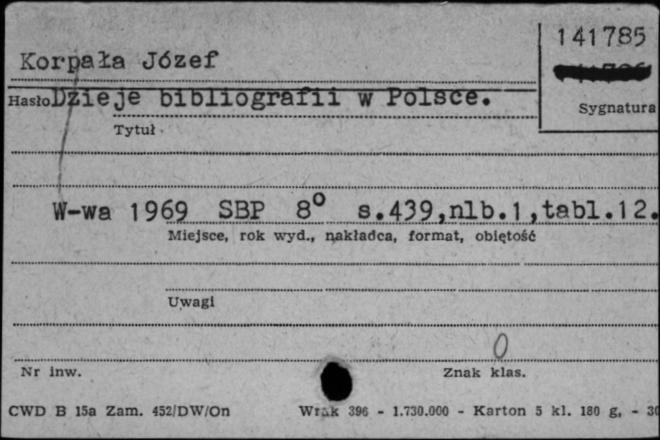 141785
Korpała Józef
Sygnatura
Hasło Dzieje bibliografii w Polsce.
Tytuł
W-wa 1969 SBP 8° s.439,nlb.1,tabl.12.
Miejsce, rok wyd., nakładca, format, objętość
Uwagi
0
Nr inw. Znak klas.
CWD B 15a Zam. 452/DW/On Wrak 396 - 1.730.000 - Karton 5 kl. 180 g, - 30